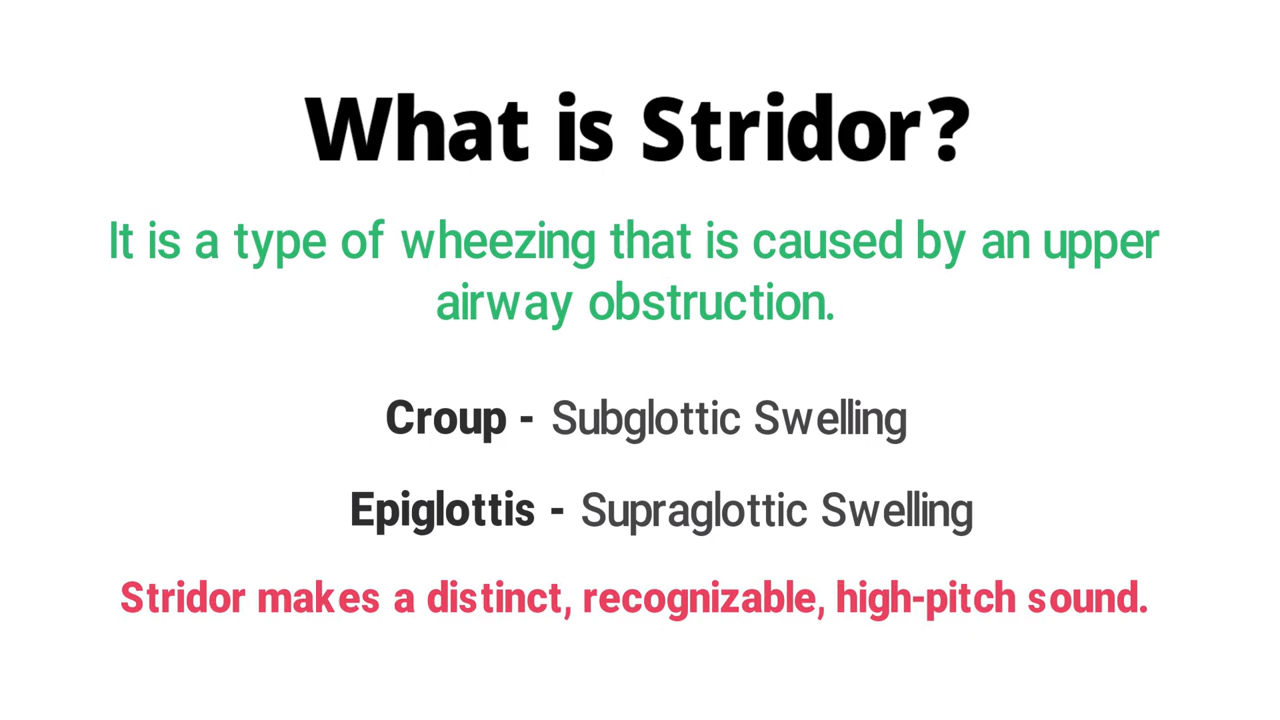 What is Stridor?
It is a type of wheezing that is caused by an upper
airway obstruction.
Croup - Subglottic Swelling
Epiglottis - Supraglottic Swelling
Stridor makes a distinct, recognizable, high-pitch sound.